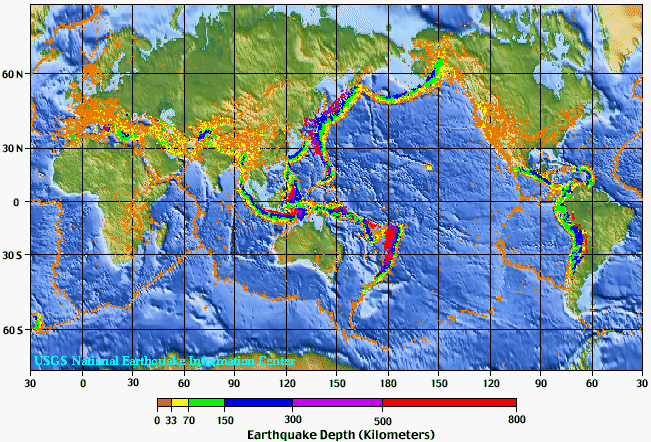 60 N
30 N
0
30 S
60 S
USGS National Earthquake Information Center
30 0 30 60 90 120 150 180 150 120 90 60 30
0 33 70 150 300 500 800
Earthquake Depth (Kilometers)